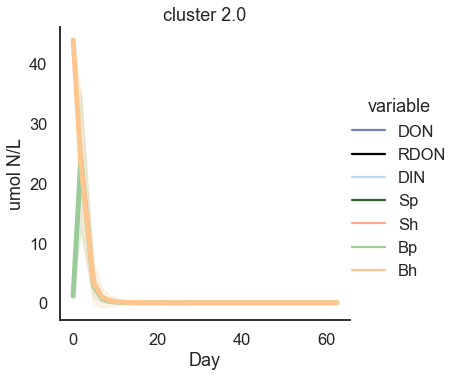 cluster 2.0
umol N/L
40
30
20
10
0
0 20 40 60
Day
variable
DON
RDON
DIN
Sp
Sh
Bp
Bh